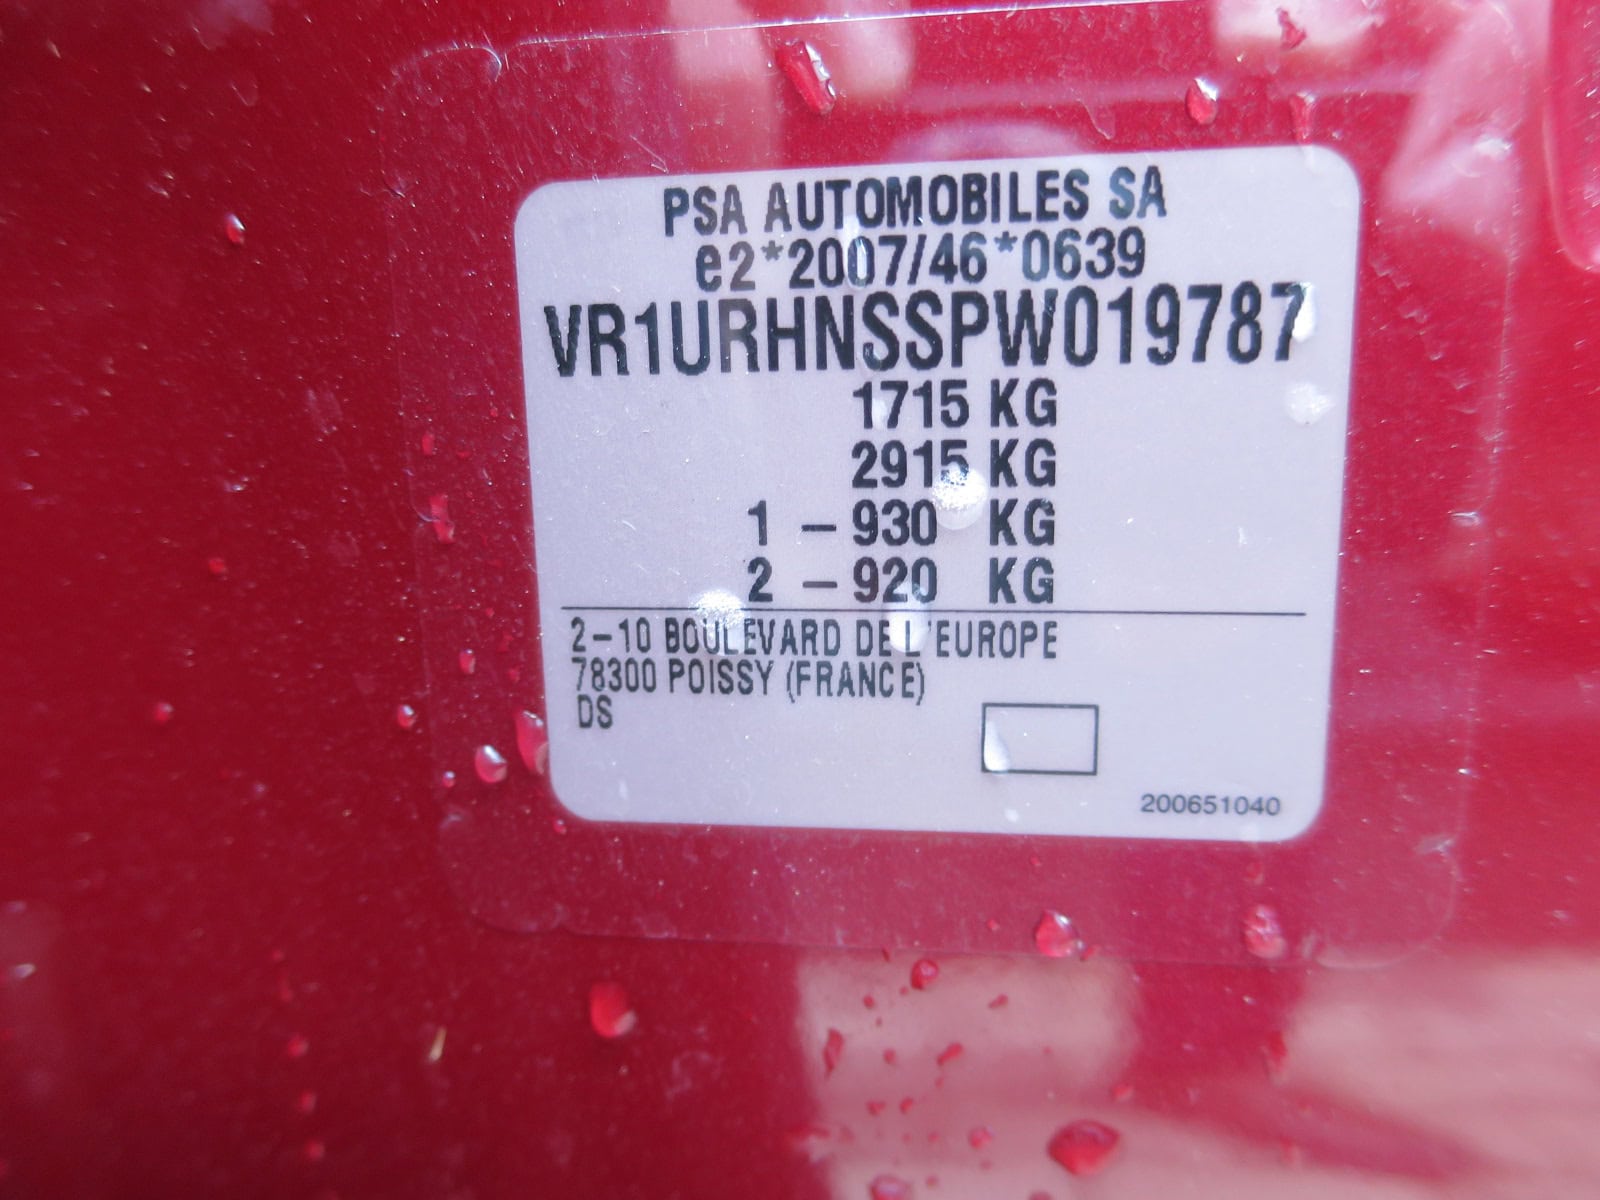 PSA AUTOMOBILES SA
e2*2007/46*0639
VR1URHNSSPW019787
1715 KG
2915 KG
1 – 930 KG
2 – 920 KG
2–10 BOULEVARD DE L'EUROPE
78300 POISSY (FRANCE)
DS
200651040